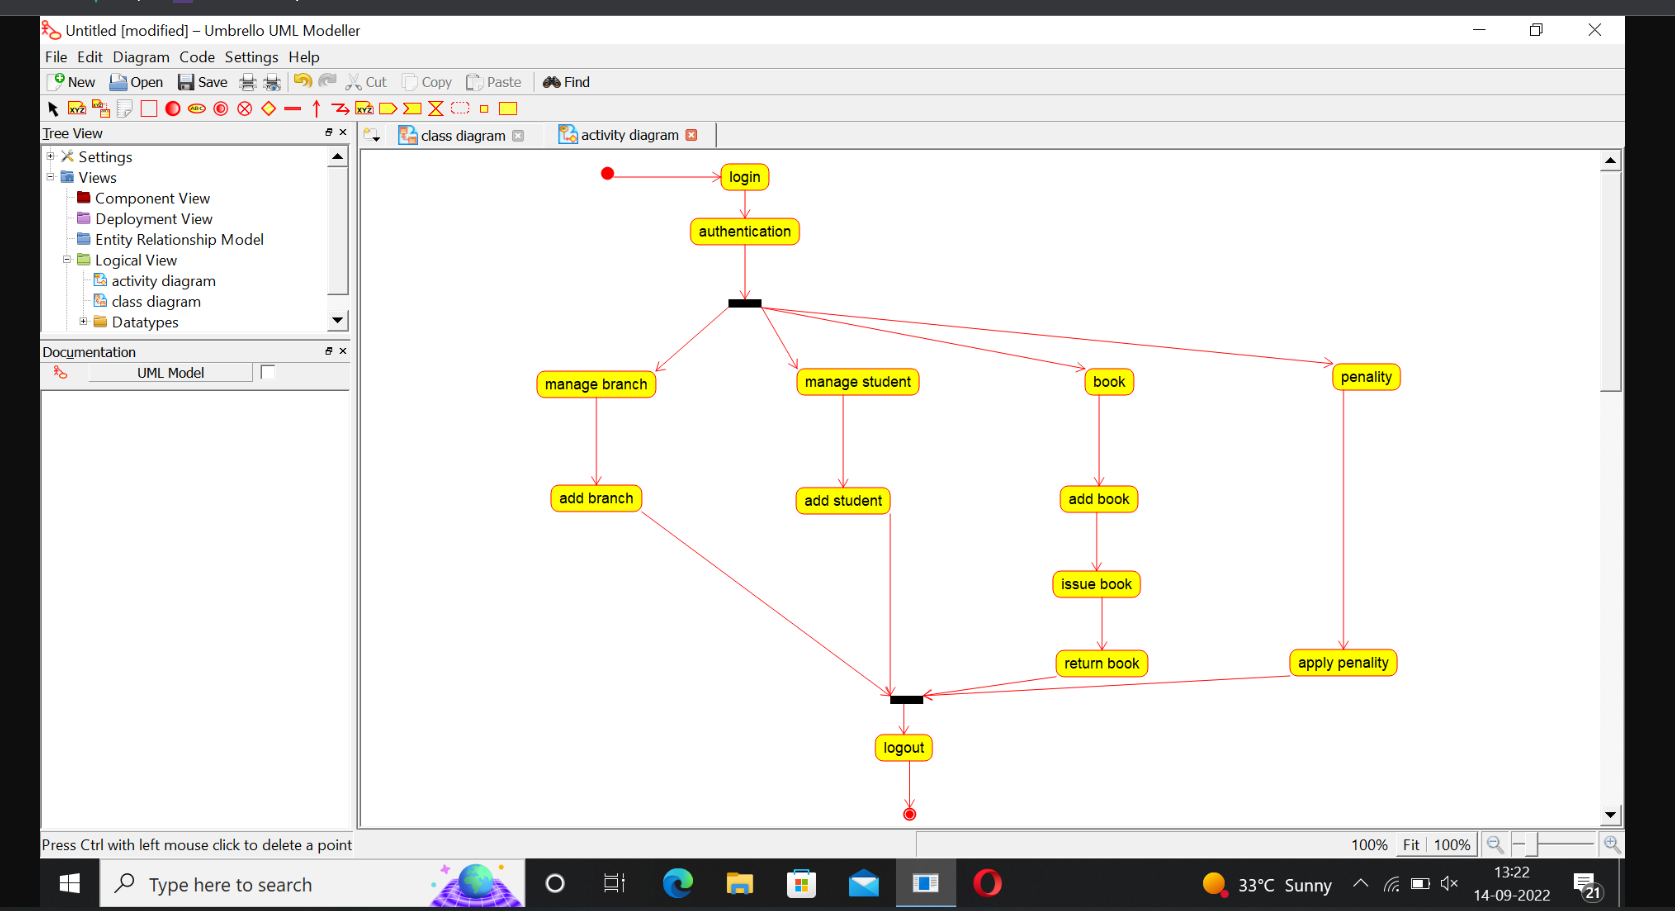 Untitled [modified] – Umbrello UML Modeller
File Edit Diagram Code Settings Help
New Open Save Cut Copy Paste Find
Tree View
class diagram
activity diagram
Settings
Views
Component View
Deployment View
Entity Relationship Model
Logical View
activity diagram
class diagram
Datatypes
Documentation
UML Model
login
authentication
manage branch
manage student
book
penality
add branch
add student
add book
issue book
return book
apply penality
logout
Press Ctrl with left mouse click to delete a point
100% Fit 100%
Type here to search
33°C Sunny
13:22
14-09-2022
21